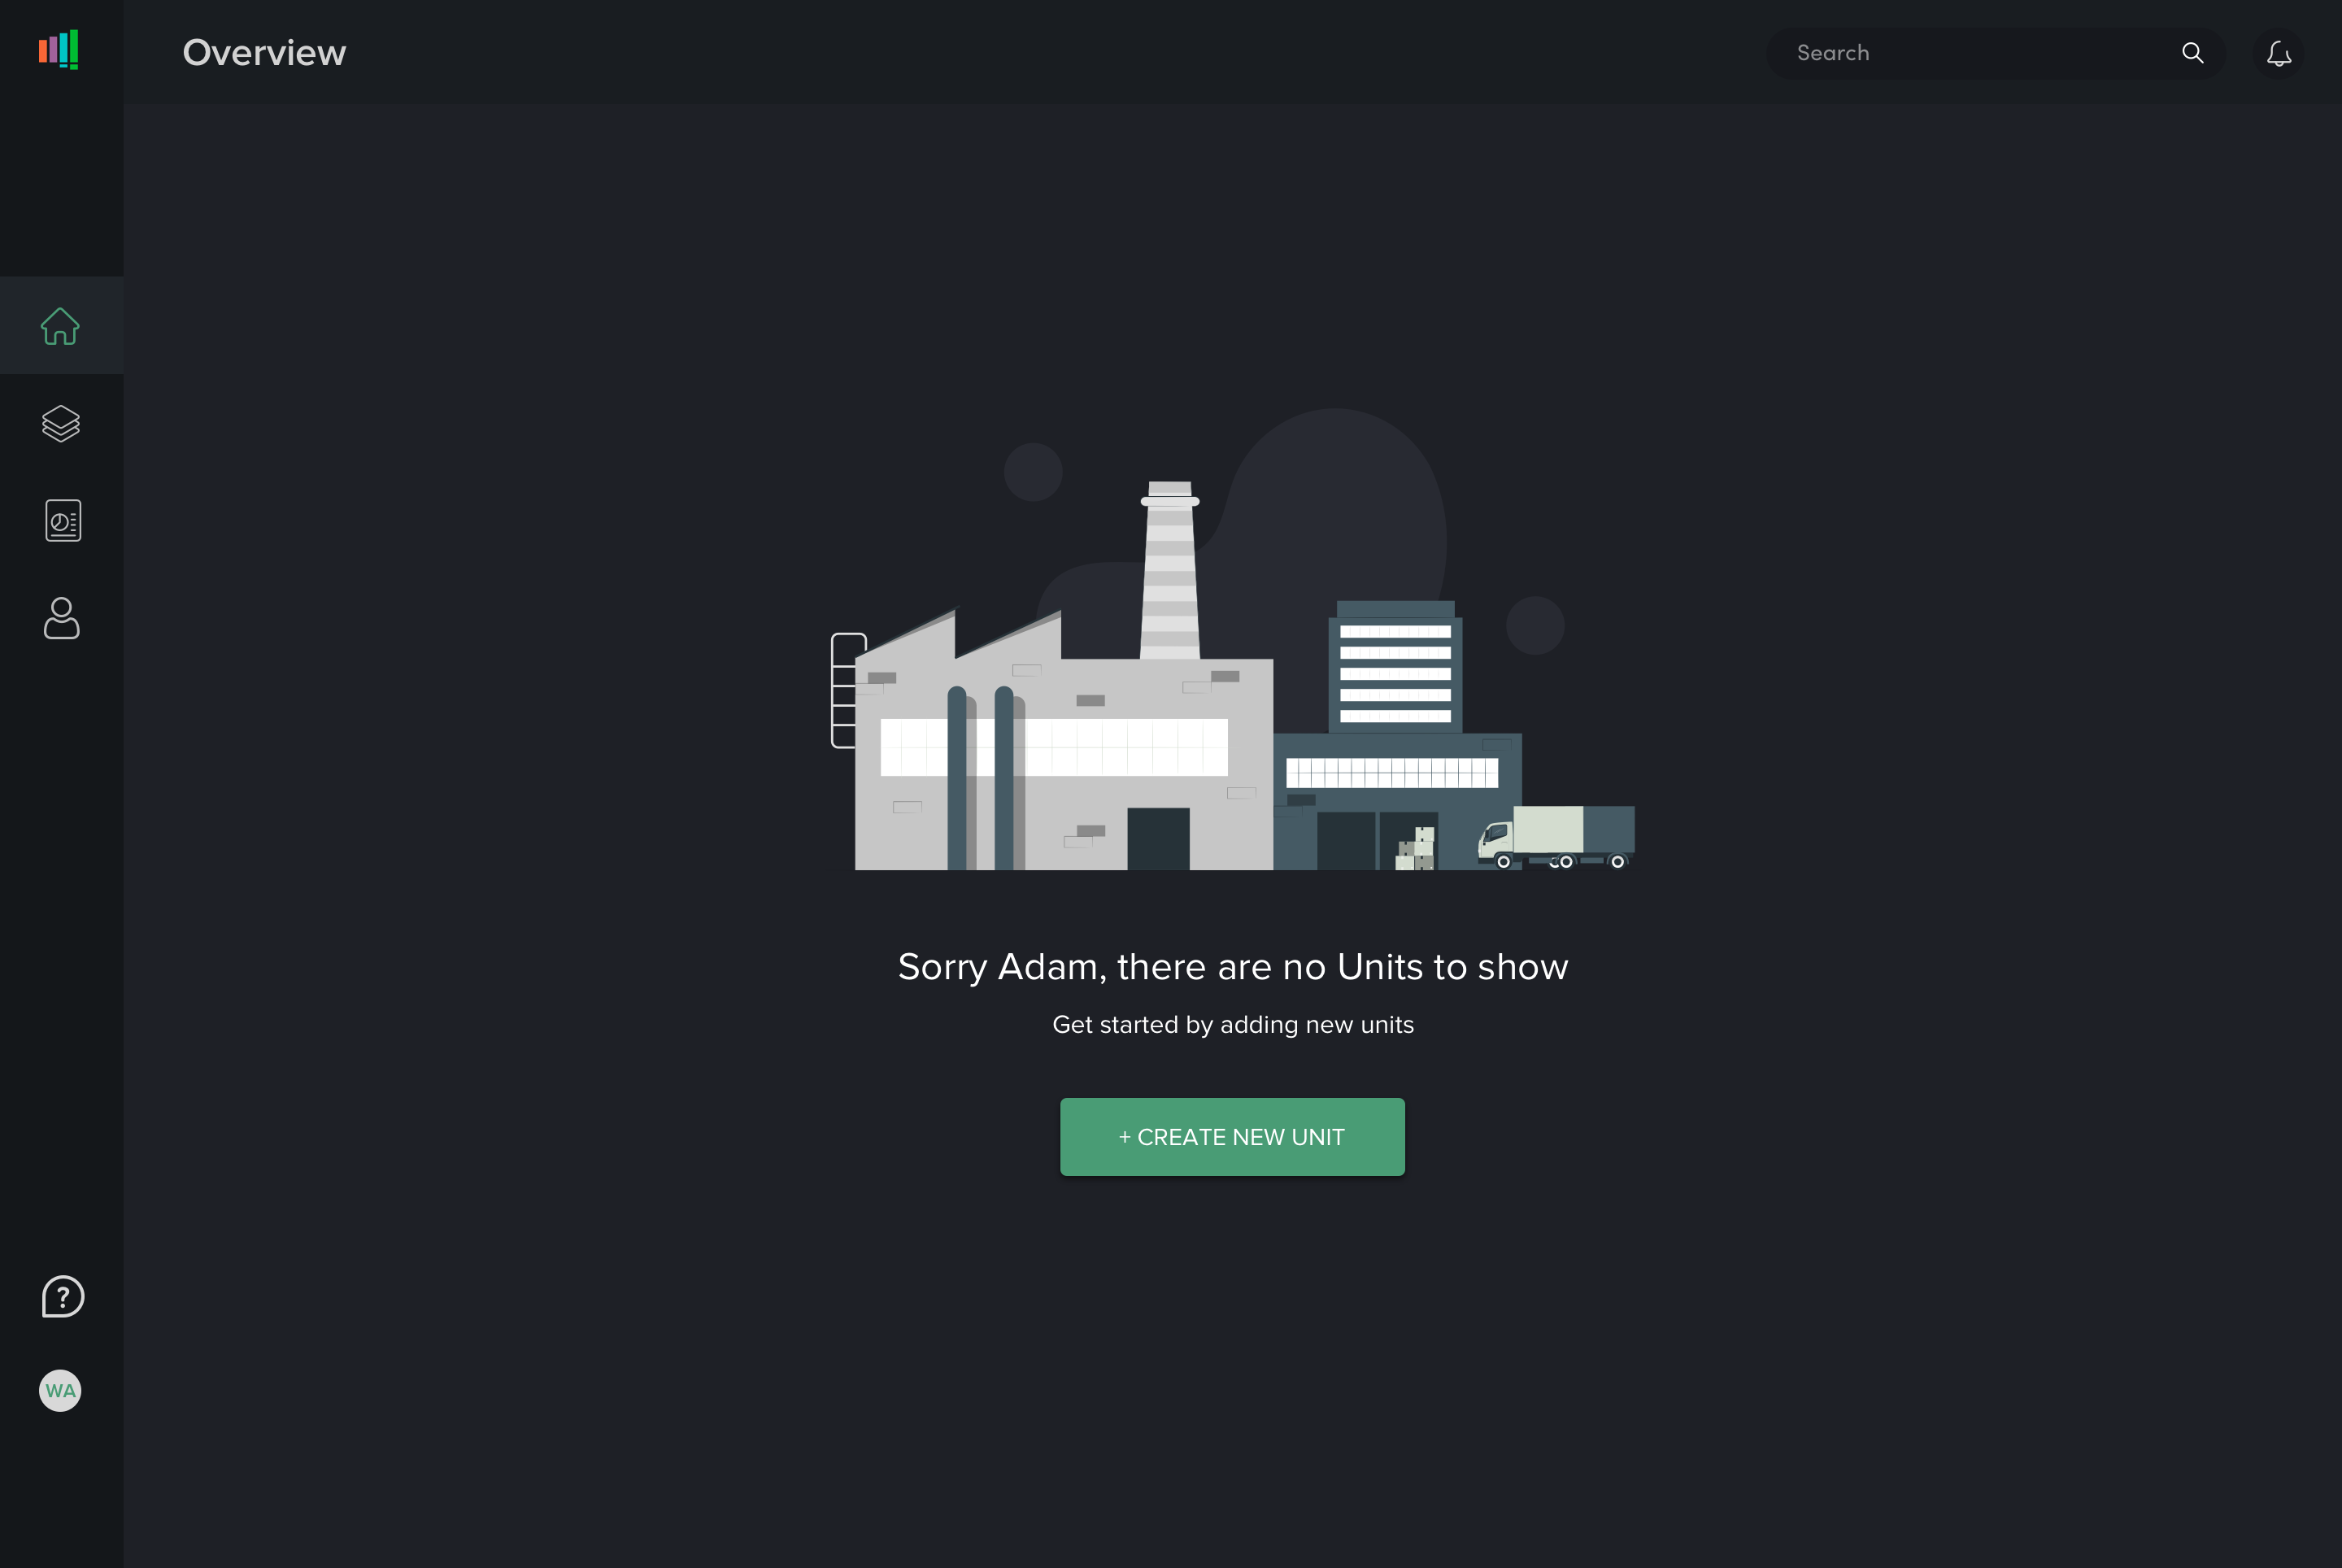 Overview
Search
Sorry Adam, there are no Units to show
Get started by adding new units
+ CREATE NEW UNIT
?
WA